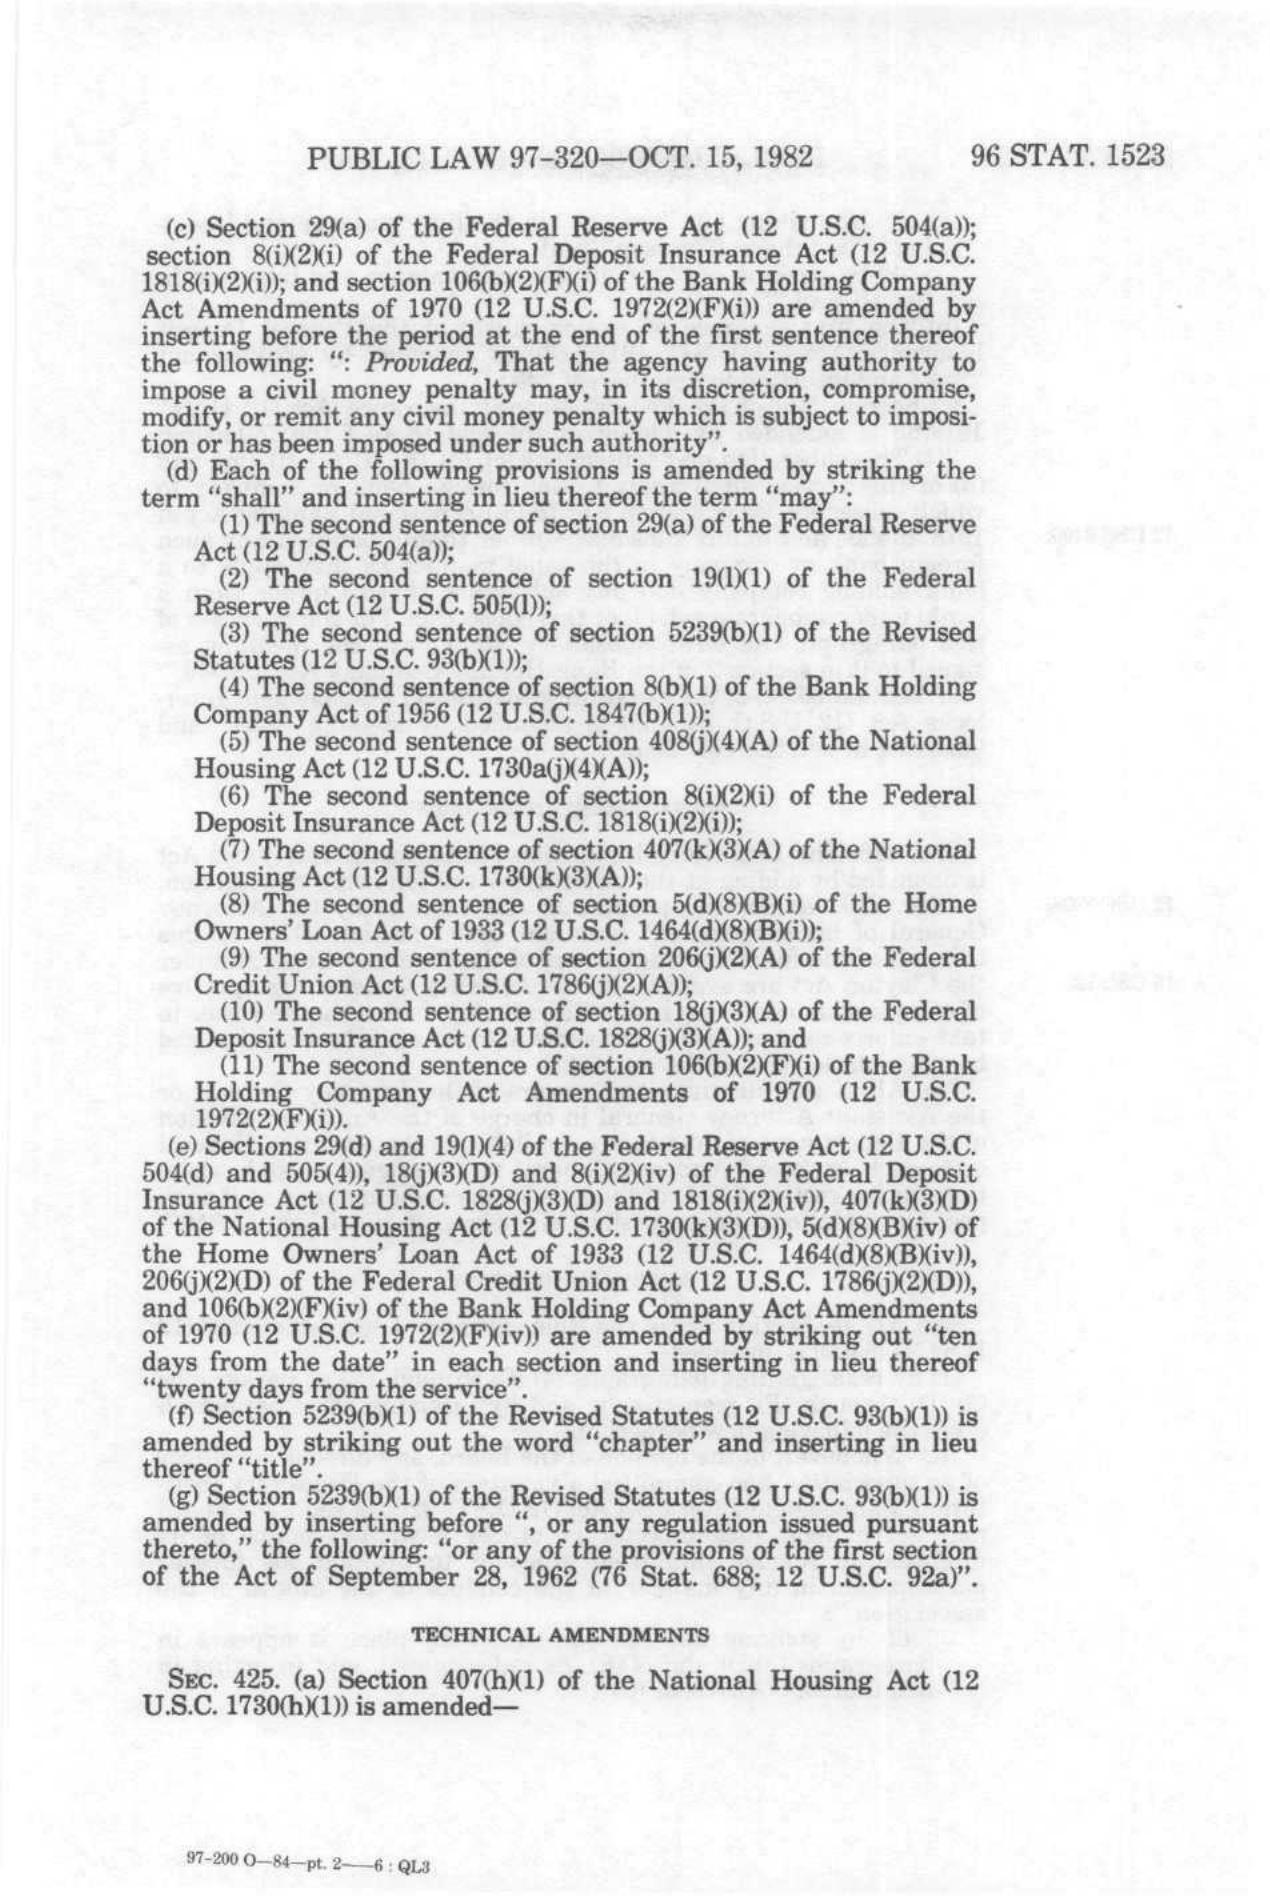 PUBLIC LAW 97-320—OCT. 15, 1982 96 STAT. 1523
(c) Section 29(a) of the Federal Reserve Act (12 U.S.C. 504(a));
section 8(i)(2)(i) of the Federal Deposit Insurance Act (12 U.S.C.
1818(i)(2)(i)); and section 106(b)(2)(F)(i) of the Bank Holding Company
Act Amendments of 1970 (12 U.S.C. 1972(2)(F)(i)) are amended by
inserting before the period at the end of the first sentence thereof
the following: “: Provided, That the agency having authority to
impose a civil money penalty may, in its discretion, compromise,
modify, or remit any civil money penalty which is subject to imposi-
tion or has been imposed under such authority”.
(d) Each of the following provisions is amended by striking the
term “shall” and inserting in lieu thereof the term “may”:
(1) The second sentence of section 29(a) of the Federal Reserve
Act (12 U.S.C. 504(a));
(2) The second sentence of section 19(l)(1) of the Federal
Reserve Act (12 U.S.C. 505(l));
(3) The second sentence of section 5239(b)(1) of the Revised
Statutes (12 U.S.C. 93(b)(1));
(4) The second sentence of section 8(b)(1) of the Bank Holding
Company Act of 1956 (12 U.S.C. 1847(b)(1));
(5) The second sentence of section 408(j)(4)(A) of the National
Housing Act (12 U.S.C. 1730a(j)(4)(A));
(6) The second sentence of section 8(i)(2)(i) of the Federal
Deposit Insurance Act (12 U.S.C. 1818(i)(2)(i));
(7) The second sentence of section 407(k)(3)(A) of the National
Housing Act (12 U.S.C. 1730(k)(3)(A));
(8) The second sentence of section 5(d)(8)(B)(i) of the Home
Owners’ Loan Act of 1933 (12 U.S.C. 1464(d)(8)(B)(i));
(9) The second sentence of section 206(j)(2)(A) of the Federal
Credit Union Act (12 U.S.C. 1786(j)(2)(A));
(10) The second sentence of section 18(j)(3)(A) of the Federal
Deposit Insurance Act (12 U.S.C. 1828(j)(3)(A)); and
(11) The second sentence of section 106(b)(2)(F)(i) of the Bank
Holding Company Act Amendments of 1970 (12 U.S.C.
1972(2)(F)(i)).
(e) Sections 29(d) and 19(l)(4) of the Federal Reserve Act (12 U.S.C.
504(d) and 505(4)), 18(j)(3)(D) and 8(i)(2)(iv) of the Federal Deposit
Insurance Act (12 U.S.C. 1828(j)(3)(D) and 1818(i)(2)(iv)), 407(k)(3)(D)
of the National Housing Act (12 U.S.C. 1730(k)(3)(D)), 5(d)(8)(B)(iv) of
the Home Owners’ Loan Act of 1933 (12 U.S.C. 1464(d)(8)(B)(iv)),
206(j)(2)(D) of the Federal Credit Union Act (12 U.S.C. 1786(j)(2)(D)),
and 106(b)(2)(F)(iv) of the Bank Holding Company Act Amendments
of 1970 (12 U.S.C. 1972(2)(F)(iv)) are amended by striking out “ten
days from the date” in each section and inserting in lieu thereof
“twenty days from the service”.
(f) Section 5239(b)(1) of the Revised Statutes (12 U.S.C. 93(b)(1)) is
amended by striking out the word “chapter” and inserting in lieu
thereof “title”.
(g) Section 5239(b)(1) of the Revised Statutes (12 U.S.C. 93(b)(1)) is
amended by inserting before “, or any regulation issued pursuant
thereto,” the following: “or any of the provisions of the first section
of the Act of September 28, 1962 (76 Stat. 688; 12 U.S.C. 92a)”.
TECHNICAL AMENDMENTS
SEC. 425. (a) Section 407(h)(1) of the National Housing Act (12
U.S.C. 1730(h)(1)) is amended—
97-200 O—84—pt. 2——6 : QL3